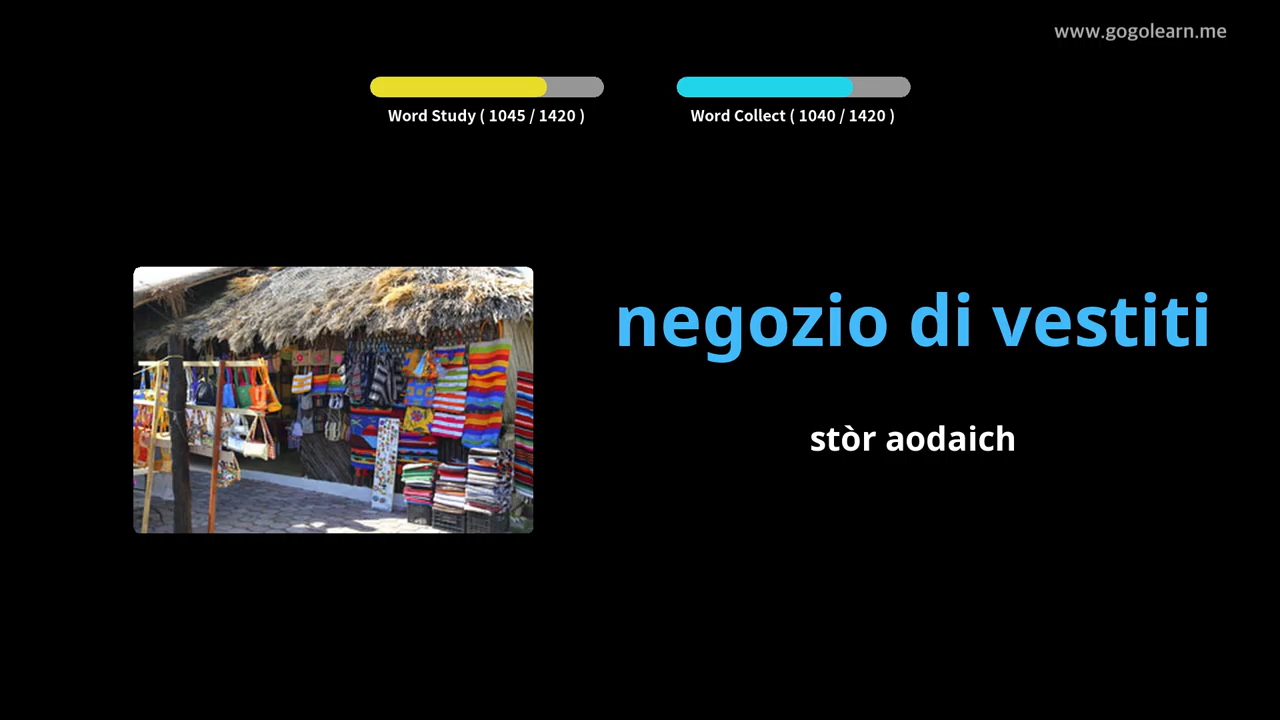 www.gogolearn.me
Word Study ( 1045 / 1420 )
Word Collect ( 1040 / 1420 )
negozio di vestiti
stòr aodaich